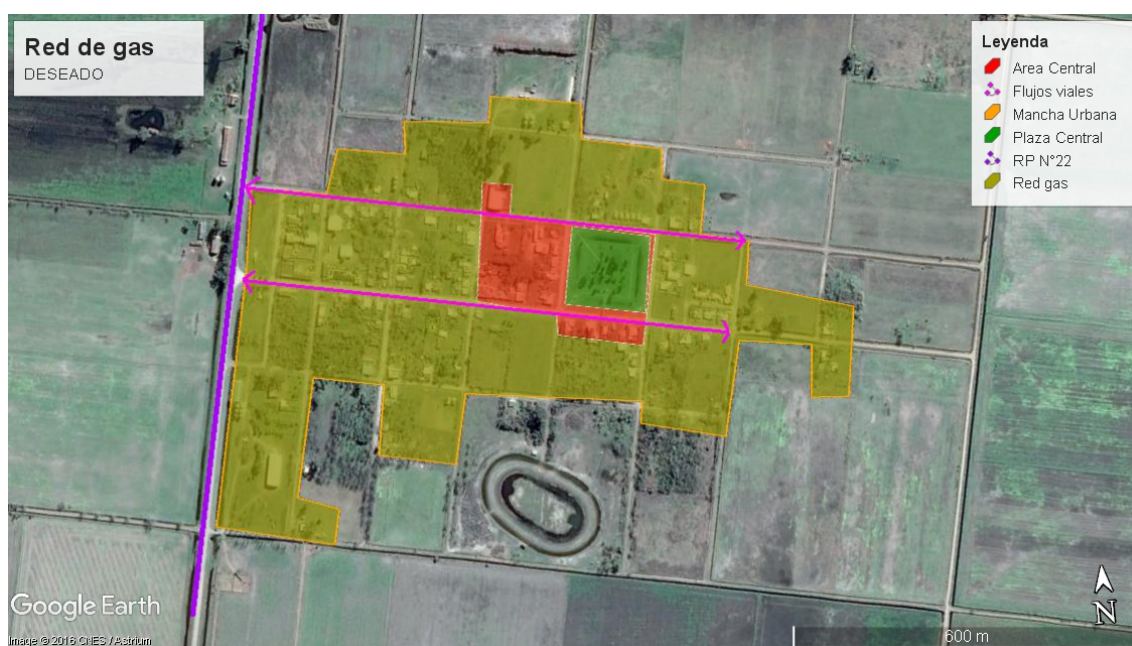 Red de gas
DESEADO
Leyenda
Area Central
Flujos viales
Mancha Urbana
Plaza Central
RP N°22
Red gas
Google Earth
Image © 2016 CNES / Astrium
N
600 m